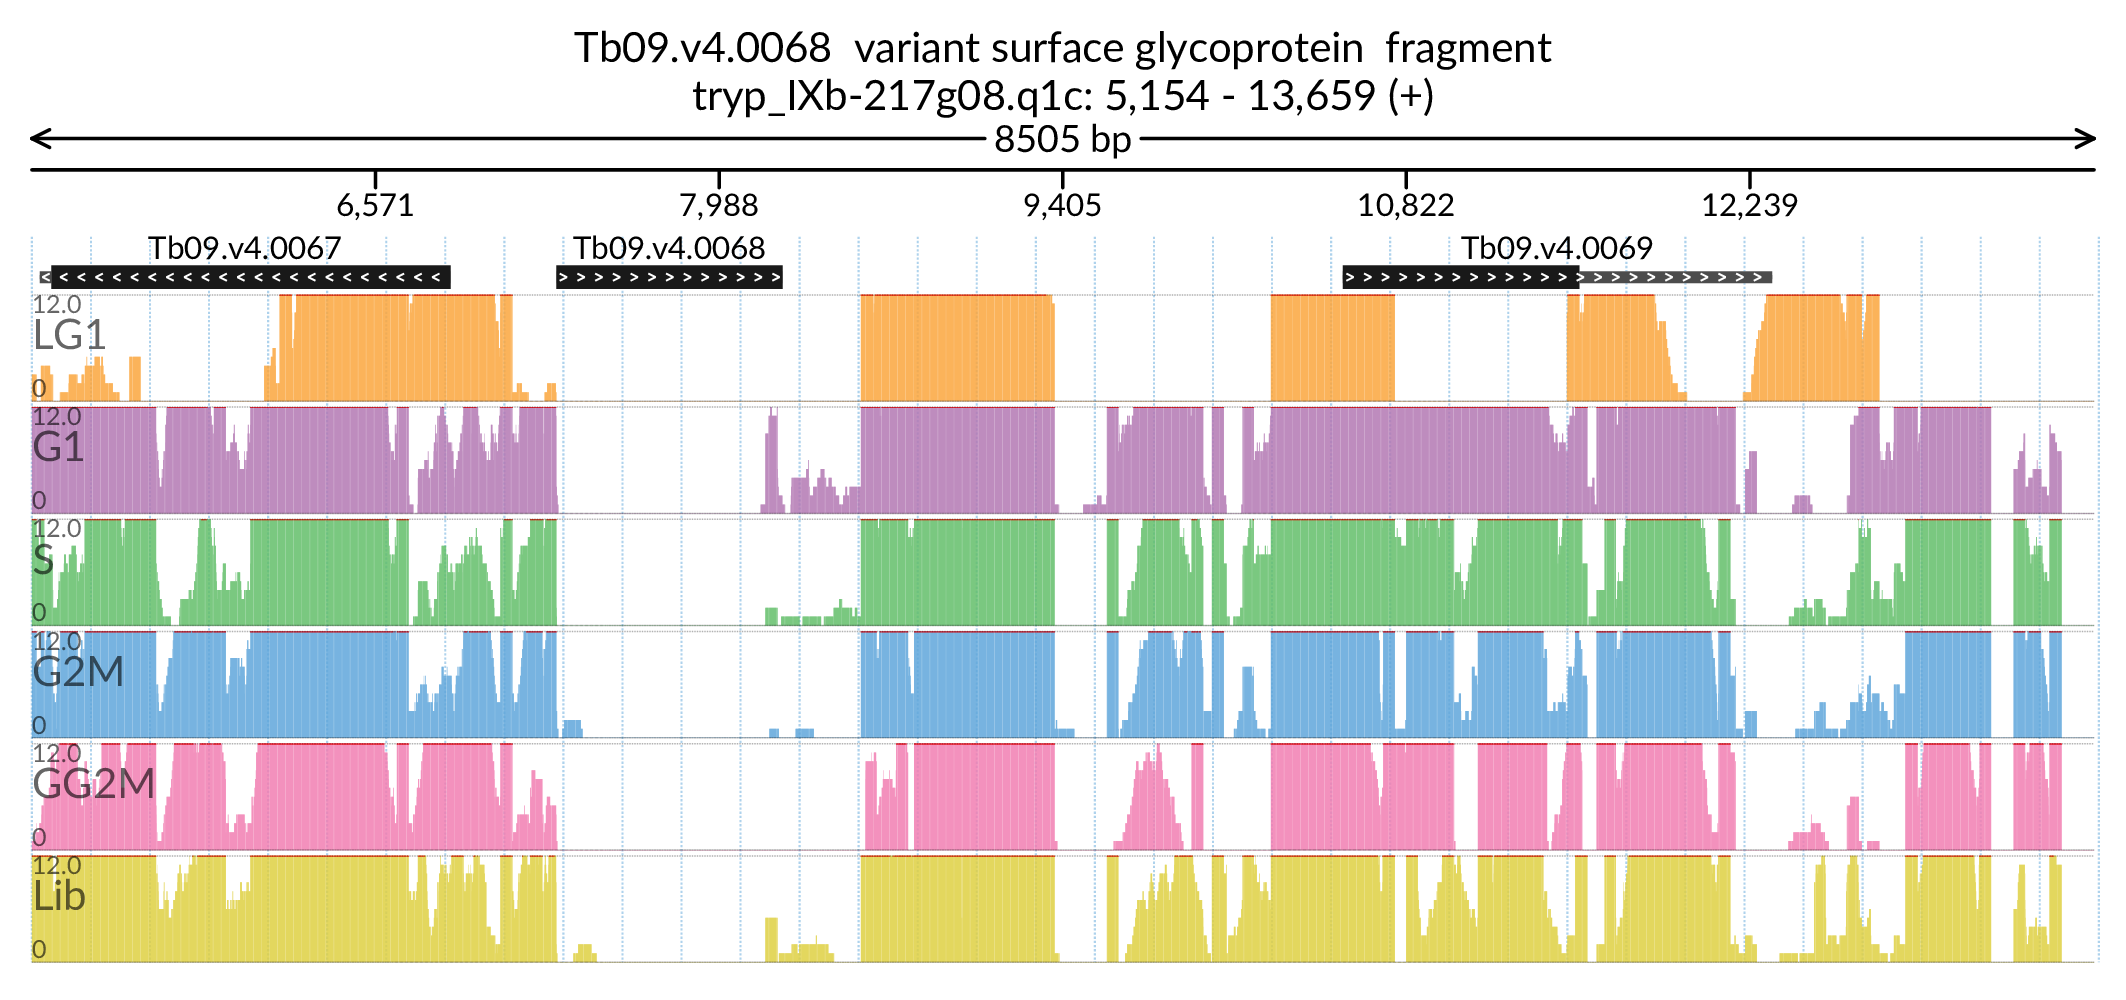 Tb09.v4.0068 variant surface glycoprotein fragment
tryp_IXb-217g08.q1c: 5,154 - 13,659 (+)
8505 bp
6,571 7,988 9,405 10,822 12,239
Tb09.v4.0067 Tb09.v4.0068 Tb09.v4.0069
12.0
LG1
0
12.0
G1
0
12.0
S
0
12.0
G2M
0
12.0
GG2M
0
12.0
Lib
0